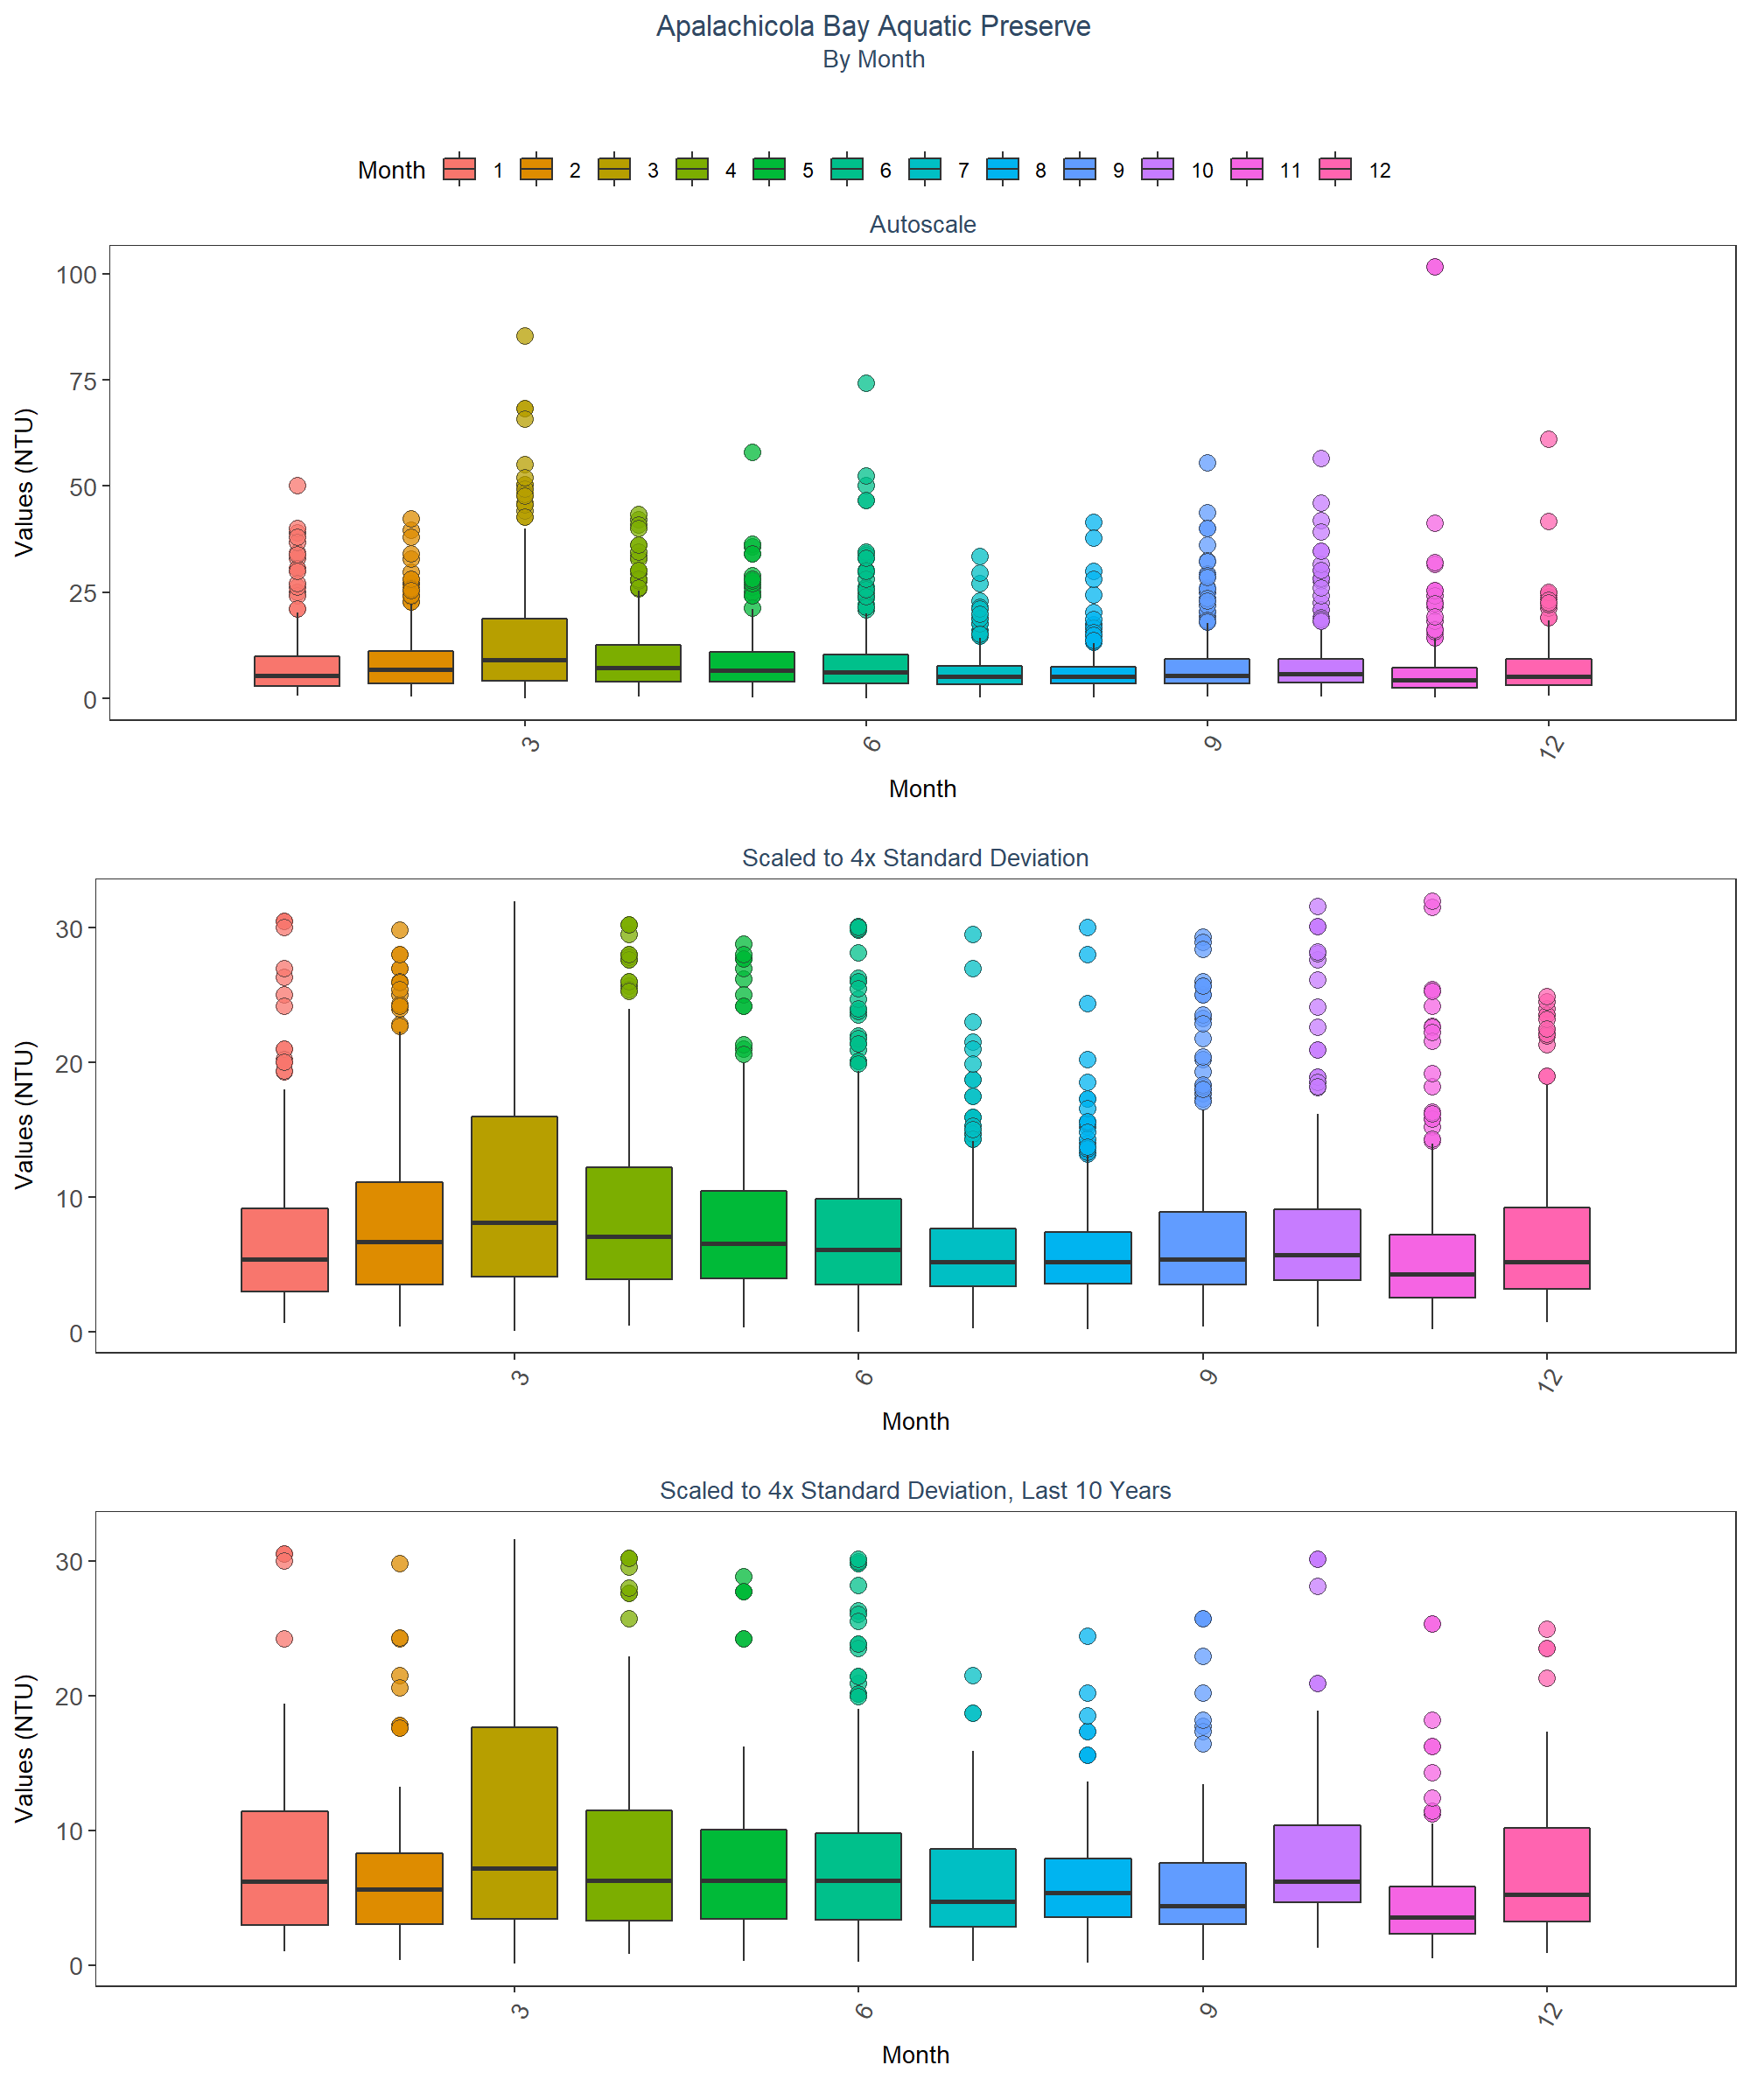 Apalachicola Bay Aquatic Preserve
By Month
Month 1 2 3 4 5 6 7 8 9 10 11 12
Autoscale
100
75
50
25
0
Values (NTU)
3 6 9 12
Month
Scaled to 4x Standard Deviation
30
20
10
0
Values (NTU)
3 6 9 12
Month
Scaled to 4x Standard Deviation, Last 10 Years
30
20
10
0
Values (NTU)
3 6 9 12
Month